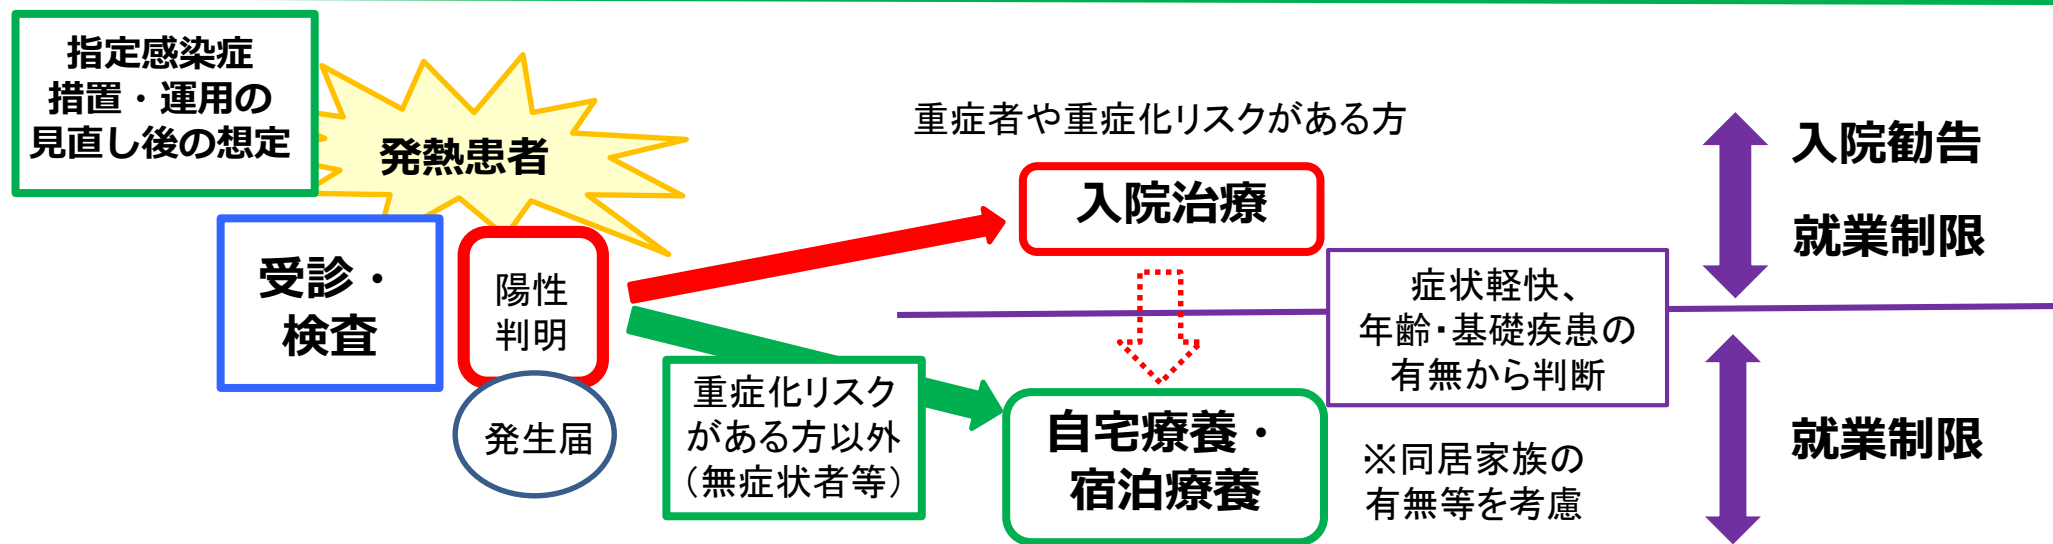 指定感染症
措置・運用の
見直し後の想定
発熱患者
受診・
検査
陽性
判明
発生届
重症化リスク
がある方以外
（無症状者等）
重症者や重症化リスクがある方
入院治療
自宅療養・
宿泊療養
症状軽快、
年齢・基礎疾患の
有無から判断
※同居家族の
有無等を考慮
入院勧告
就業制限
就業制限